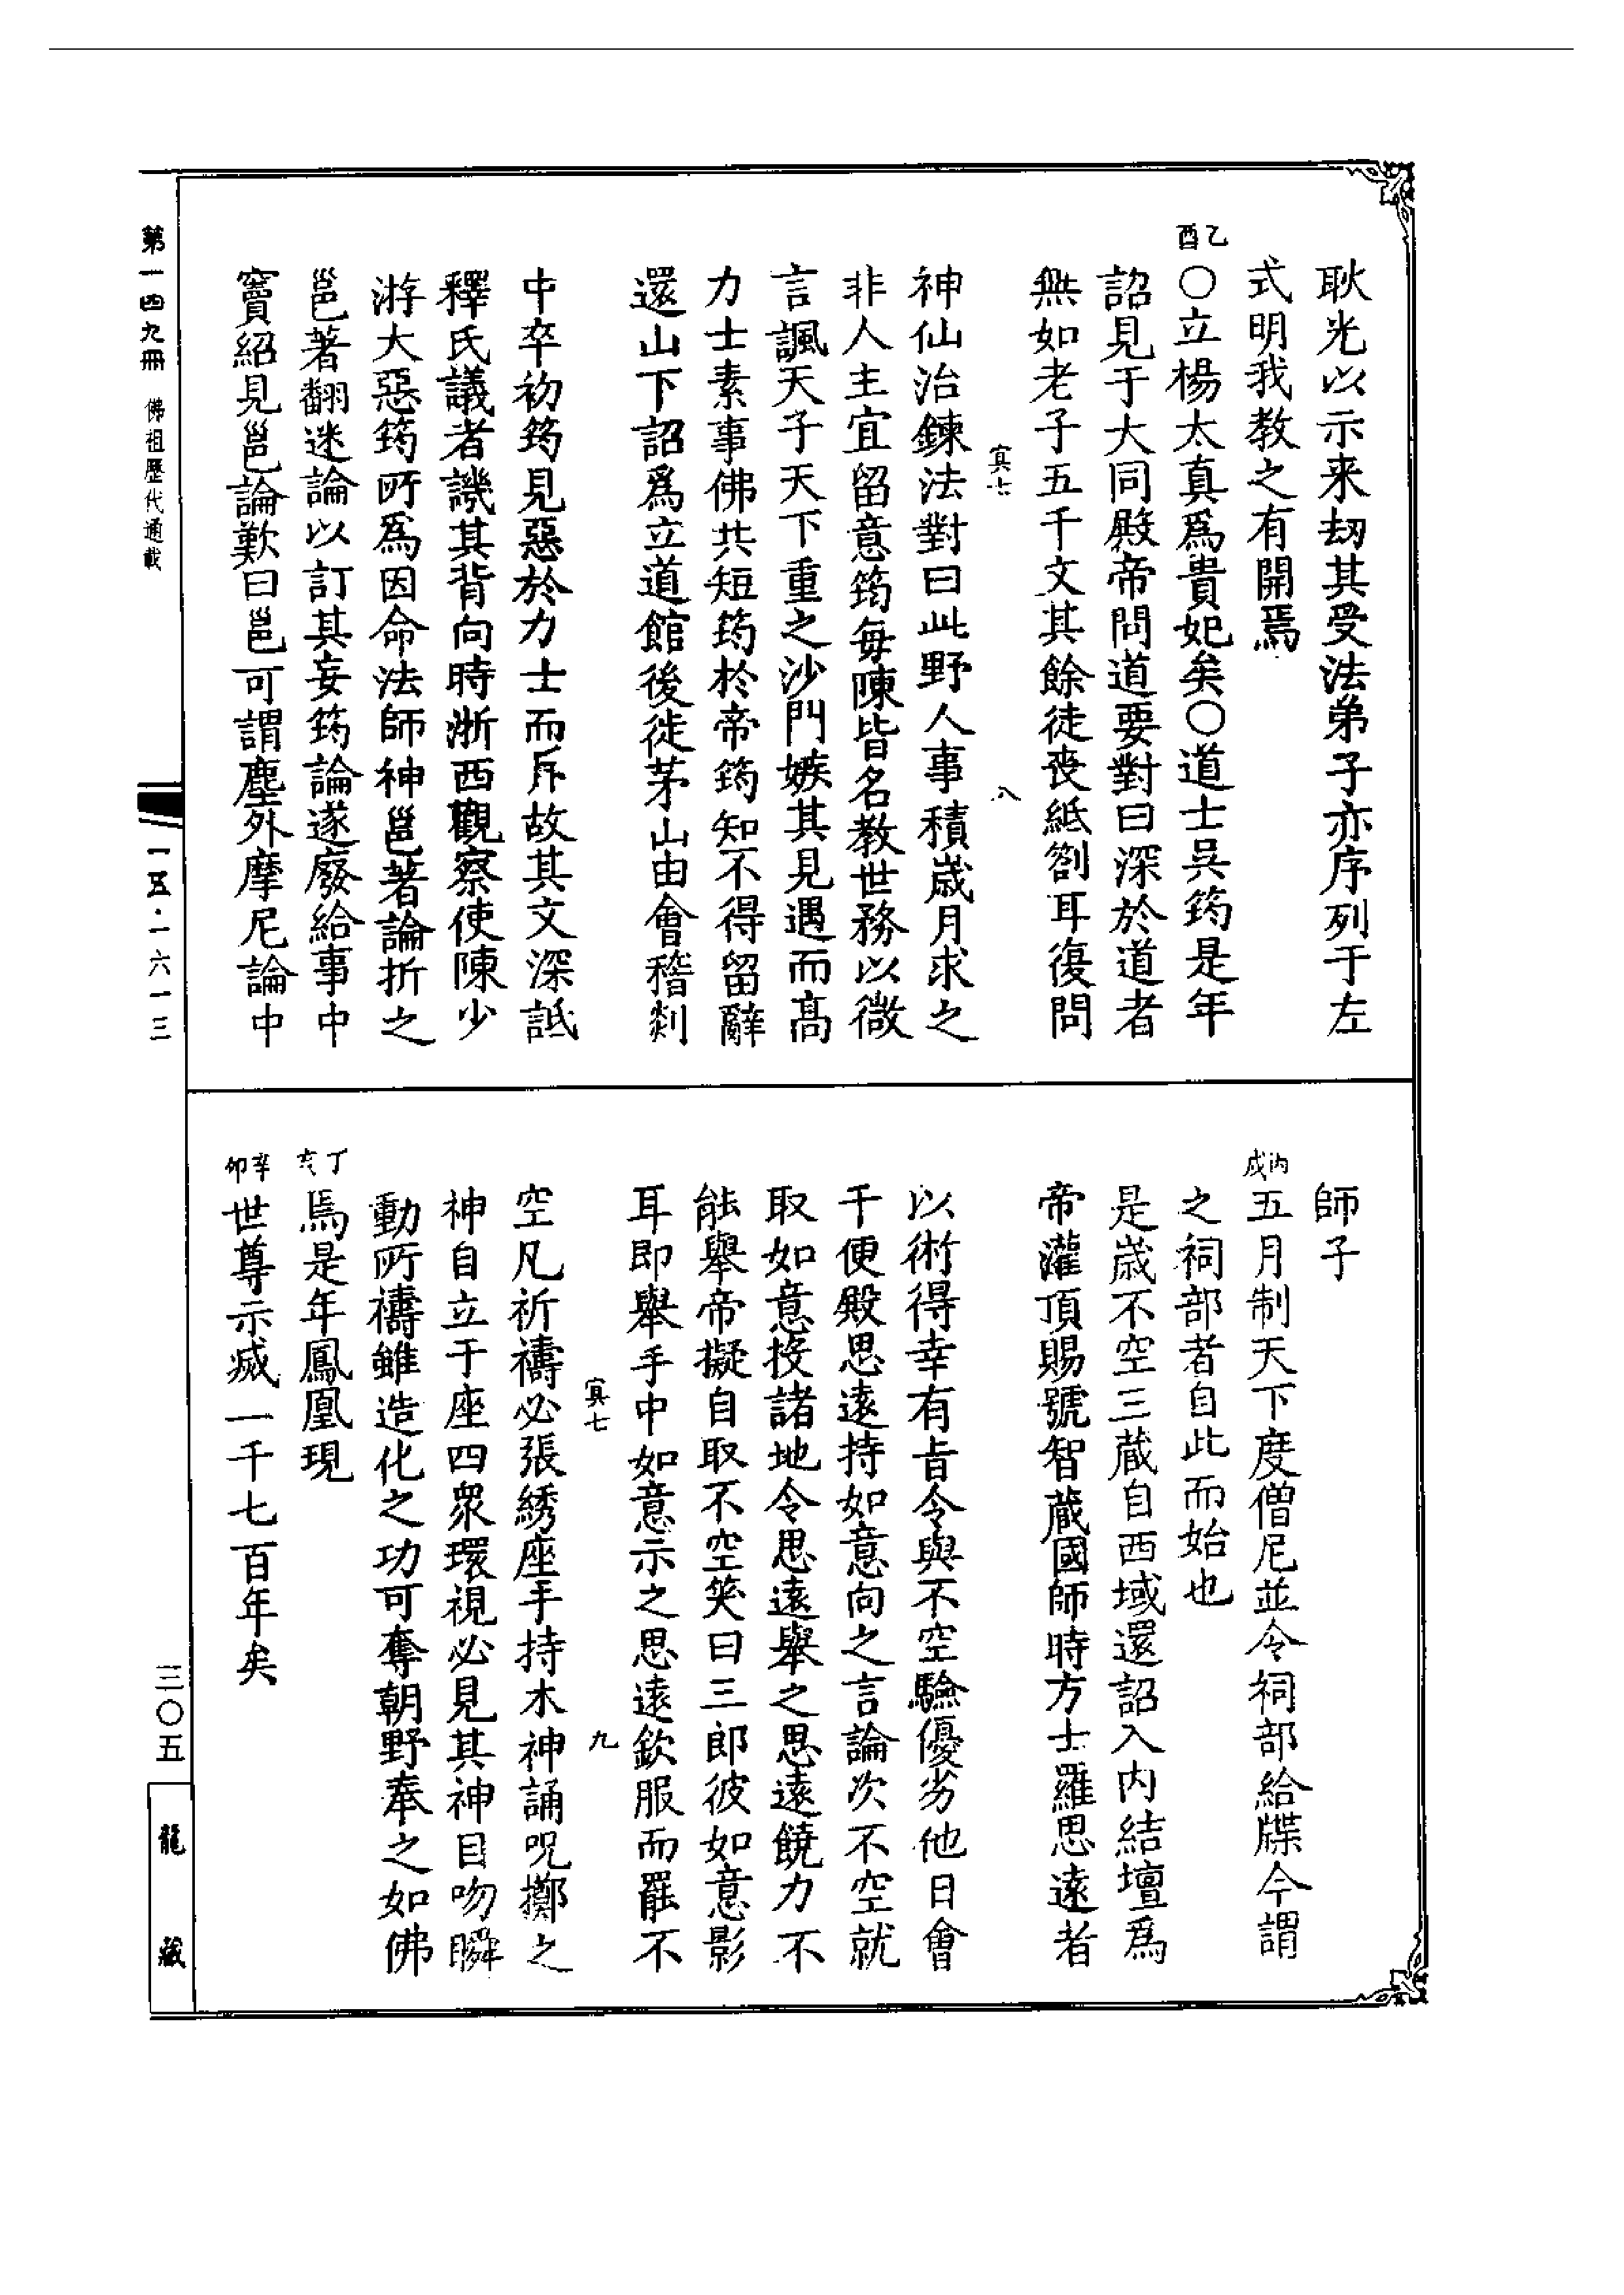 耿光以示来劫其受法弟子亦序列于左
式明我教之有開焉
乙酉
○立楊太真爲貴妃矣○道士吳筠是年
詔見于大同殿帝問道要對曰深於道者
無如老子五千文其餘徒喪紙劄耳復問
寘七
八
神仙治鍊法對曰此野人事積歲月求之
非人主宜留意筠每陳皆名教世務以微
言諷天子天下重之沙門嫉其見遇而高
力士素事佛共短筠於帝筠知不得留辭
還山下詔爲立道館後徙茅山由會稽剡
中卒初筠見惡於力士而斥故其文深詆
釋氏議者譏其背向時浙西觀察使陳少
游大惡筠所爲因命法師神邕著論折之
邕著翻迷論以訂其妄筠論遂廢給事中
竇紹見邕論歎曰邕可謂塵外摩尼論中
師子
丙戌
五月制天下度僧尼並令祠部給牒今謂
之祠部者自此而始也
是歲不空三藏自西域還詔入内結壇爲
帝灌頂賜號智藏國師時方士羅思遠者
以術得幸有旨令與不空驗優劣他日會
于便殿思遠持如意向之言論次不空就
取如意投諸地令思遠舉之思遠饒力不
能舉帝擬自取不空笑曰三郎彼如意影
耳即舉手中如意示之思遠欽服而罷不
寘七
九
空凡祈禱必張綉座手持木神誦呪擲之
神自立于座四衆環視必見其神目吻瞬
動所禱雖造化之功可奪朝野奉之如佛
丁亥
焉是年鳳凰現
辛卯
世尊示滅一千七百年矣
第一四九冊
佛祖歷代通載
一五·一六一三
三〇五
龍藏